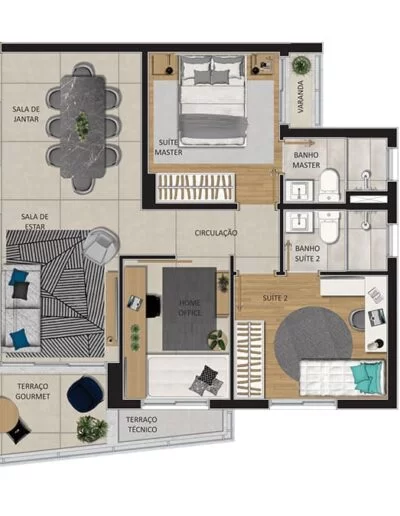 SALA DE
JANTAR
SUÍTE
MASTER
VARANDA
BANHO
MASTER
SALA DE
ESTAR
CIRCULAÇÃO
BANHO
SUÍTE 2
HOME
OFFICE
SUÍTE 2
TERRAÇO
GOURMET
TERRAÇO
TÉCNICO